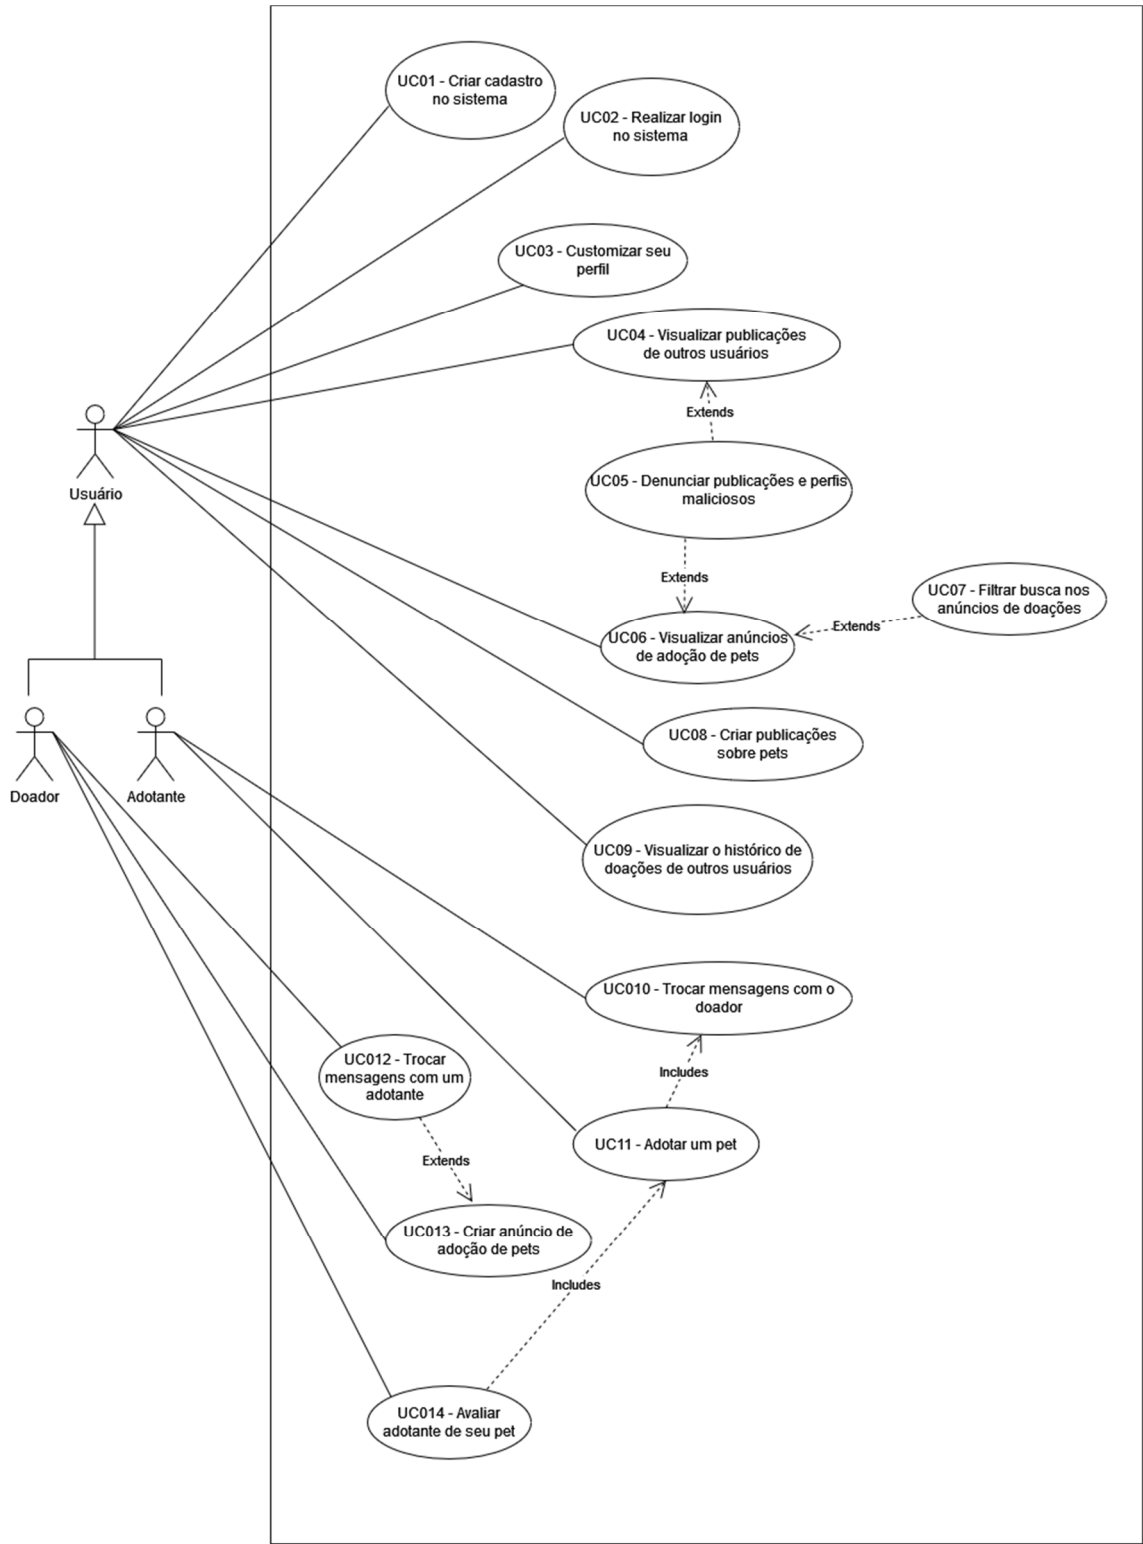 UC01 - Criar cadastro
no sistema
UC02 - Realizar login
no sistema
UC03 - Customizar seu
perfil
UC04 - Visualizar publicações
de outros usuários
Extends
UC05 - Denunciar publicações e perfis
maliciosos
Extends
UC07 - Filtrar busca nos
anúncios de doações
Extends
UC06 - Visualizar anúncios
de adoção de pets
Usuário
UC08 - Criar publicações
sobre pets
Doador
Adotante
UC09 - Visualizar o histórico de
doações de outros usuários
UC010 - Trocar mensagens com o
doador
Includes
UC012 - Trocar
mensagens com um
adotante
UC11 - Adotar um pet
Extends
UC013 - Criar anúncio de
adoção de pets
Includes
UC014 - Avaliar
adotante de seu pet